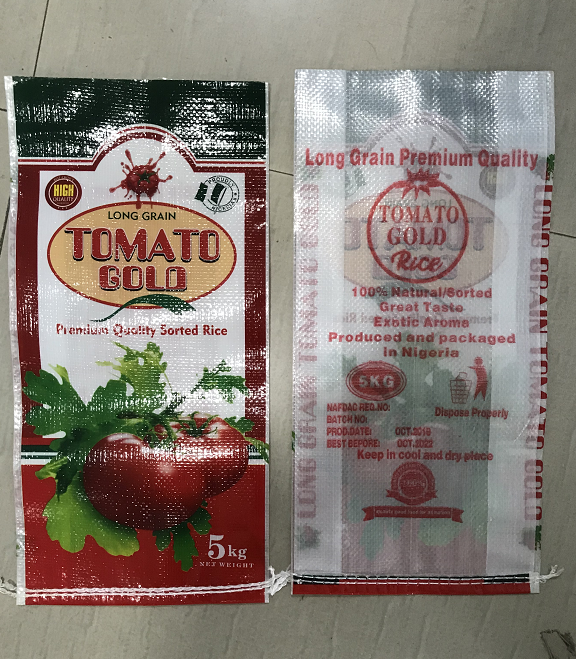 HIGH
QUALITY
PROUDLY
LONG GRAIN
TOMATO
GOLD
Premium Quality Sorted Rice
5kg
NET WEIGHT
Long Grain Premium Quality
TOMATO
GOLD
Rice
100% Natural/Sorted
Great Taste
Exotic Aroma
Produced and packaged
in Nigeria
5KG
Dispose Properly
NAFDAC REG.NO:
BATCH NO:
PROD.DATE: OCT.2019
BEST BEFORE: OCT.2022
Keep in cool and dry place
100%
LONG GRAIN TOMATO GOLD
LONG GRAIN TOMATO GOLD